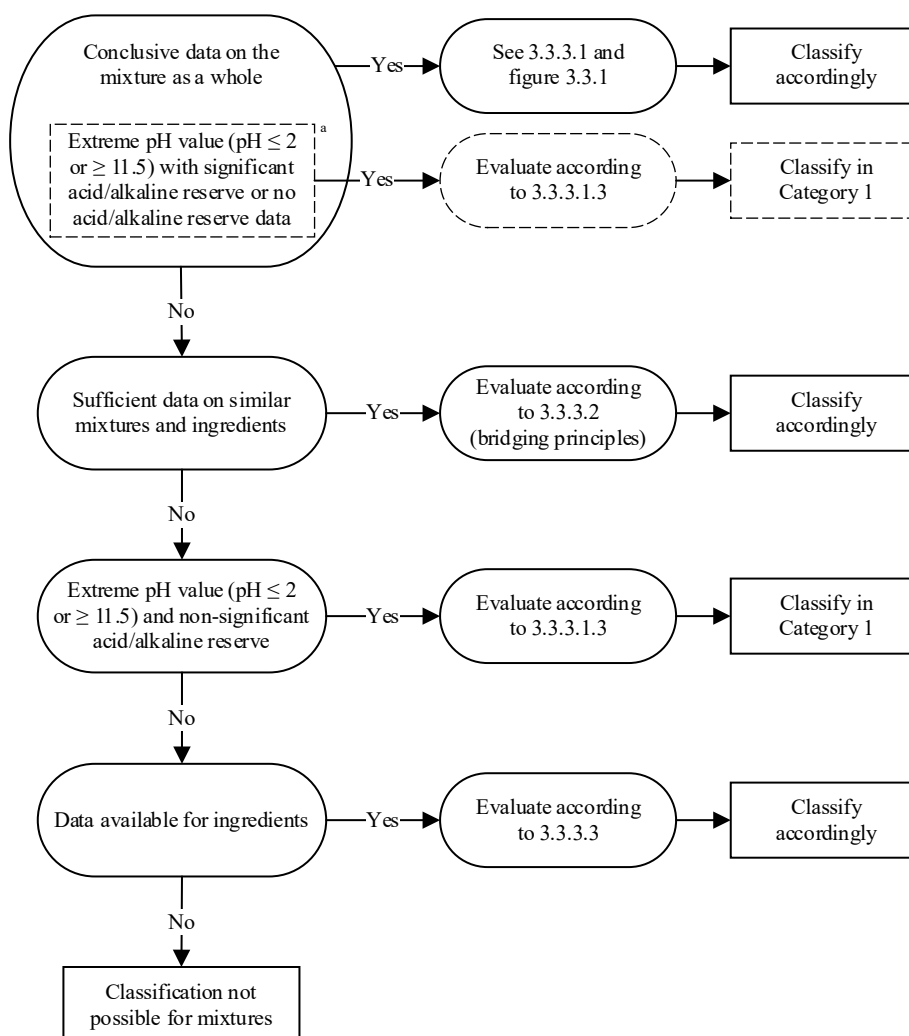 Conclusive data on the
mixture as a whole
Yes
See 3.3.3.1 and
figure 3.3.1
Classify
accordingly
Extreme pH value (pH ≤ 2
or ≥ 11.5) with significant
acid/alkaline reserve or no
acid/alkaline reserve data
a
Yes
Evaluate according
to 3.3.3.1.3
Classify in
Category 1
No
Sufficient data on similar
mixtures and ingredients
Yes
Evaluate according
to 3.3.3.2
(bridging principles)
Classify
accordingly
No
Extreme pH value (pH ≤ 2
or ≥ 11.5) and non-significant
acid/alkaline reserve
Yes
Evaluate according
to 3.3.3.1.3
Classify in
Category 1
No
Data available for ingredients
Yes
Evaluate according
to 3.3.3.3
Classify
accordingly
No
Classification not
possible for mixtures